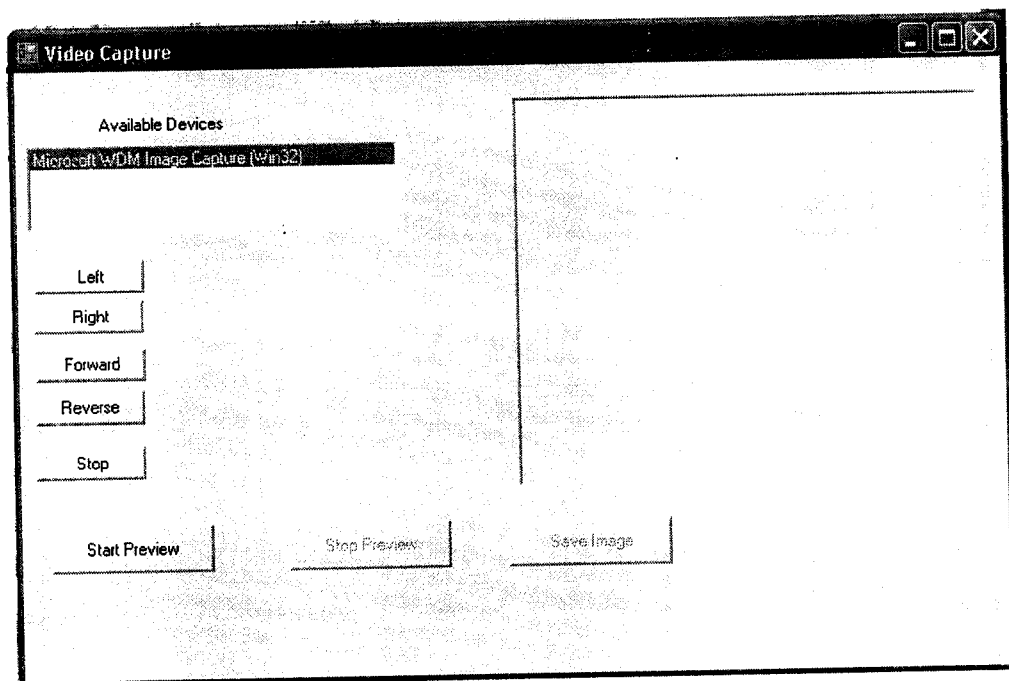 Video Capture
Available Devices
Microsoft WDM Image Capture (Win32)
Left
Right
Forward
Reverse
Stop
Start Preview
Stop Preview
Save Image